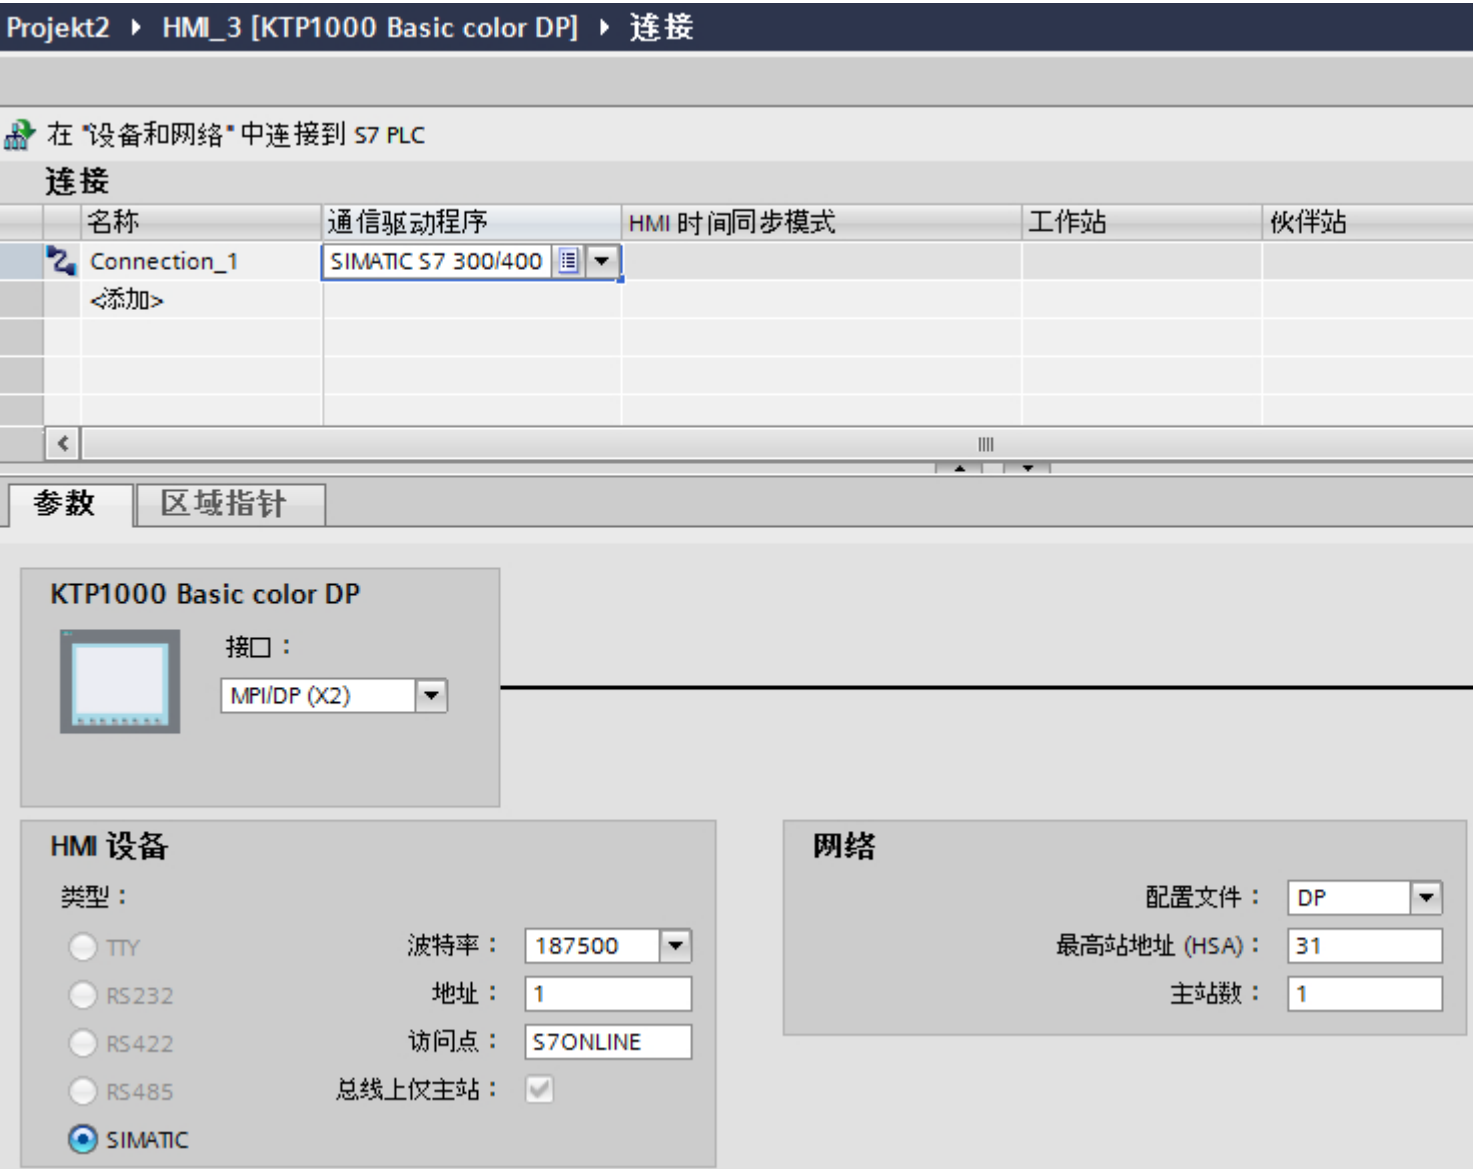 Projekt2 ▸ HMI_3 [KTP1000 Basic color DP] ▸ 连接
在 "设备和网络" 中连接到 S7 PLC
连接
名称 通信驱动程序 HMI 时间同步模式 工作站 伙伴站
Connection_1 SIMATIC S7 300/400
<添加>
参数 区域指针
KTP1000 Basic color DP
接口：
MPI/DP (X2)
HMI 设备 网络
类型： 配置文件： DP
TTY 波特率： 187500 最高站地址 (HSA)： 31
RS232 地址： 1 主站数： 1
RS422 访问点： S7ONLINE
RS485 总线上仅主站：
SIMATIC